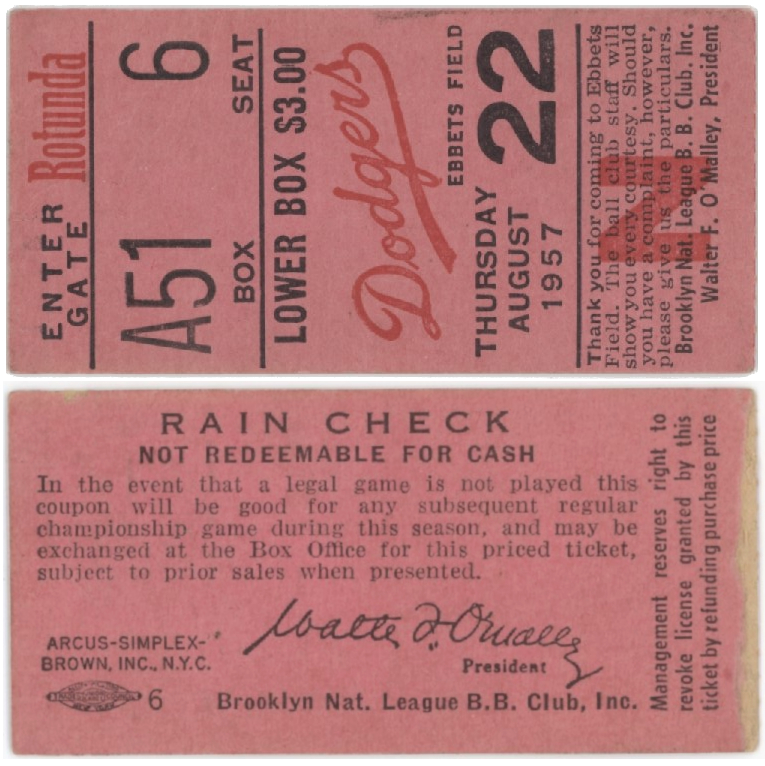 ENTER
GATE Rotunda
A51 6
BOX SEAT
LOWER BOX $3.00
Dodgers
EBBETS FIELD
THURSDAY
AUGUST 22
1957
Thank you for coming to Ebbets
Field. The ball club staff will
show you every courtesy. Should
you have a complaint, however,
please give us the particulars.
Brooklyn Nat. League B. B. Club. Inc.
Walter F. O'Malley, President
RAIN CHECK
NOT REDEEMABLE FOR CASH
In the event that a legal game is not played this
coupon will be good for any subsequent regular
championship game during this season, and may be
exchanged at the Box Office for this priced ticket,
subject to prior sales when presented.
Walter F. O'Malley
President
ARCUS-SIMPLEX-
BROWN, INC., N.Y.C.
6
Brooklyn Nat. League B.B. Club, Inc.
Management reserves right to
revoke license granted by this
ticket by refunding purchase price